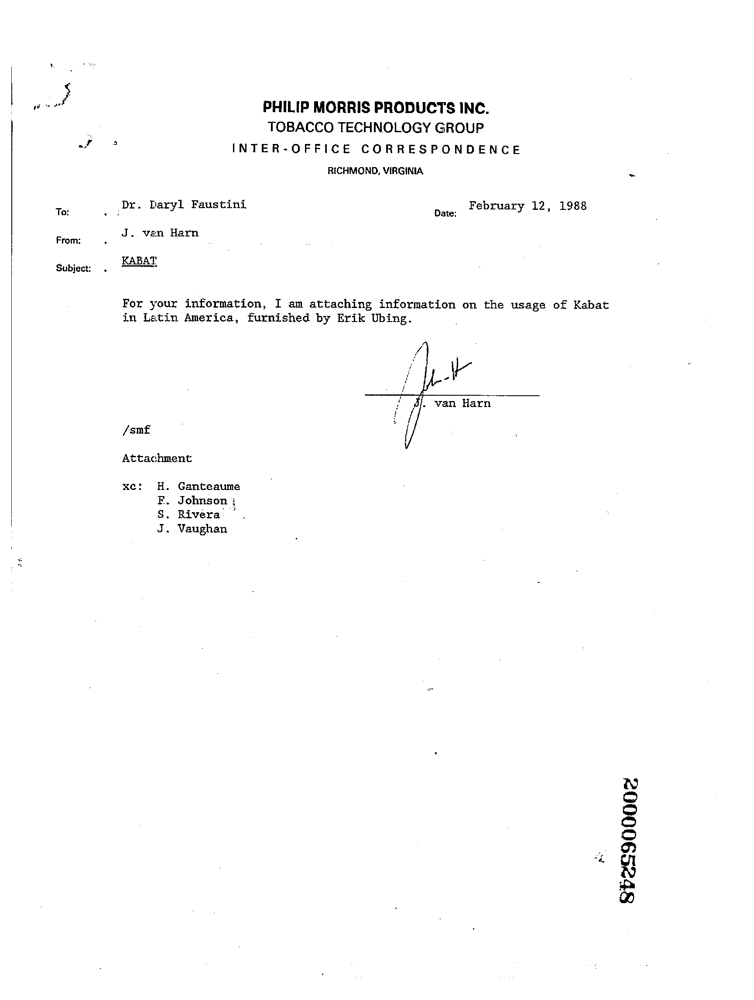 PHILIP MORRIS PRODUCTS INC.
TOBACCO TECHNOLOGY GROUP
INTER-OFFICE CORRESPONDENCE
RICHMOND, VIRGINIA
To: Dr. Daryl Faustini Date: February 12, 1988
From: J. van Harn
Subject: KABAT
For your information, I am attaching information on the usage of Kabat
in Latin America, furnished by Erik Ubing.
J. van Harn
/smf
Attachment
xc: H. Ganteaume
F. Johnson
S. Rivera
J. Vaughan
2000065248